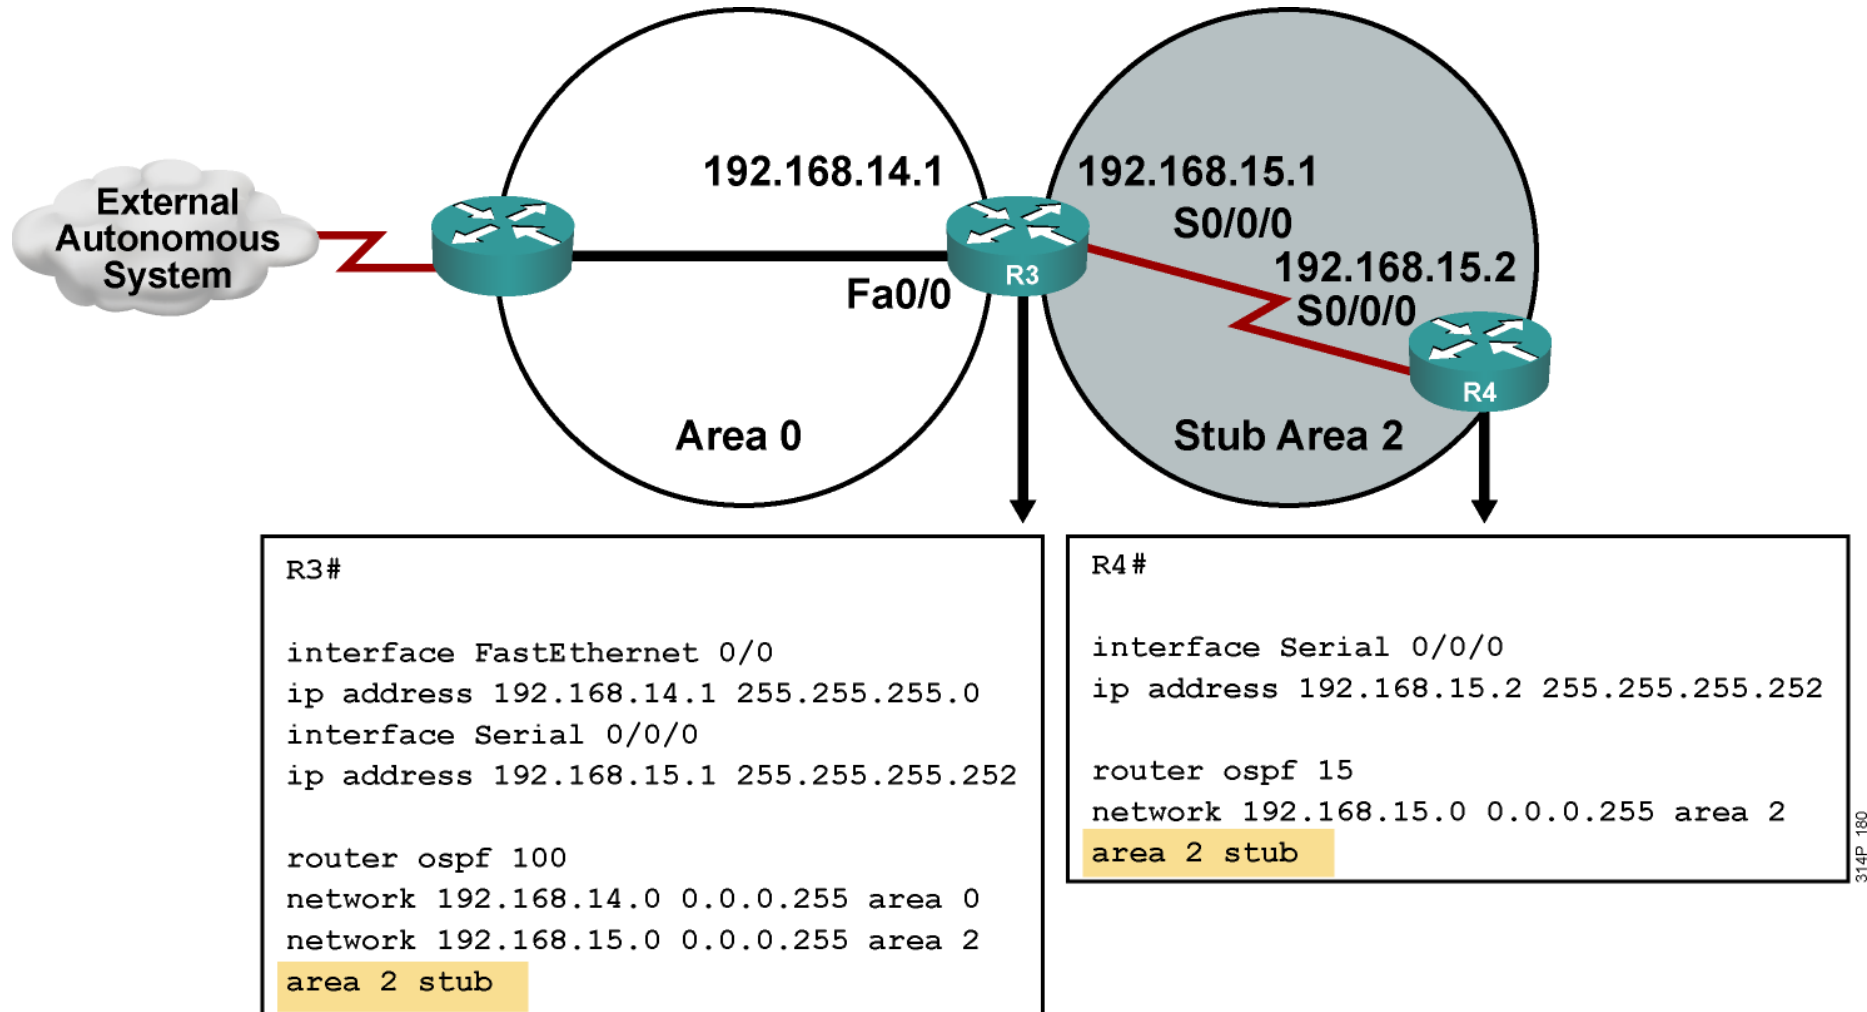 192.168.14.1
192.168.15.1
External
Autonomous
System
S0/0/0
192.168.15.2
S0/0/0
R3
Fa0/0
R4
Area 0
Stub Area 2
R3#
interface FastEthernet 0/0
ip address 192.168.14.1 255.255.255.0
interface Serial 0/0/0
ip address 192.168.15.1 255.255.255.252
router ospf 100
network 192.168.14.0 0.0.0.255 area 0
network 192.168.15.0 0.0.0.255 area 2
area 2 stub
R4#
interface Serial 0/0/0
ip address 192.168.15.2 255.255.255.252
router ospf 15
network 192.168.15.0 0.0.0.255 area 2
area 2 stub
314P_180